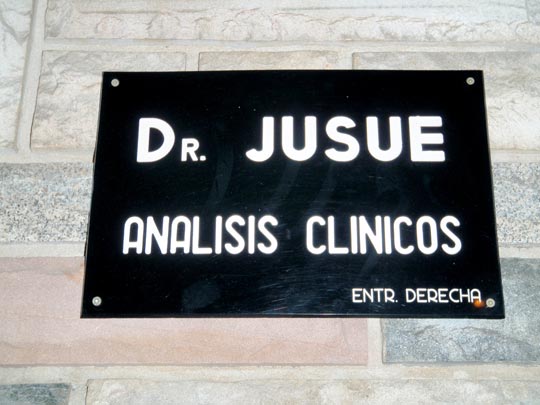 DR. JUSUE
ANALISIS CLINICOS
ENTR. DERECHA